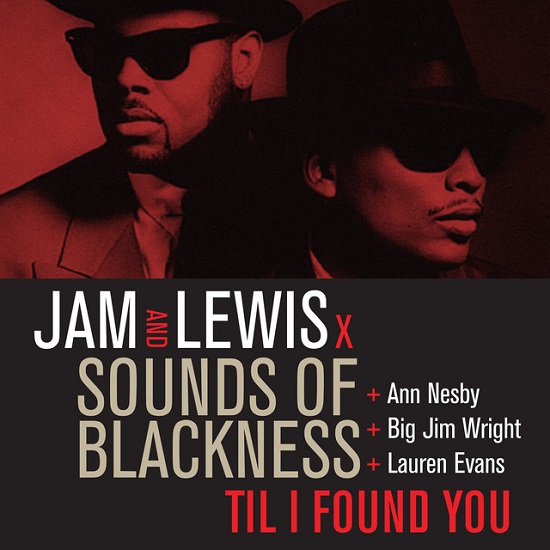 JAM AND LEWIS x
SOUNDS OF
BLACKNESS
+ Ann Nesby
+ Big Jim Wright
+ Lauren Evans
TIL I FOUND YOU